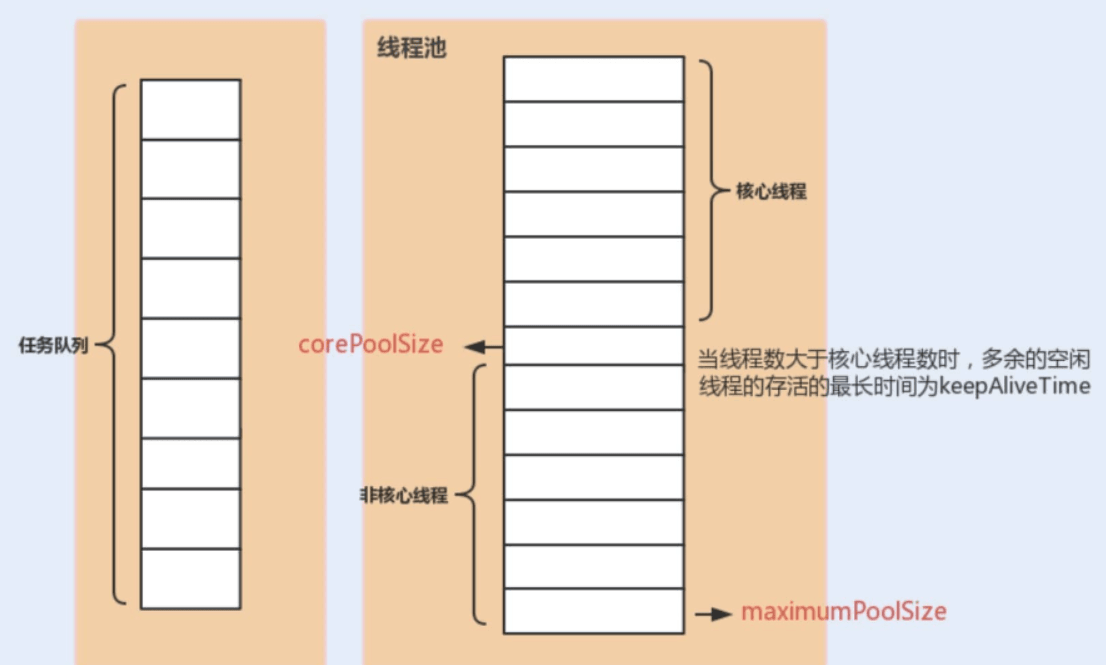 线程池
核心线程
任务队列
corePoolSize
当线程数大于核心线程数时，多余的空闲
线程的存活的最长时间为keepAliveTime
非核心线程
maximumPoolSize